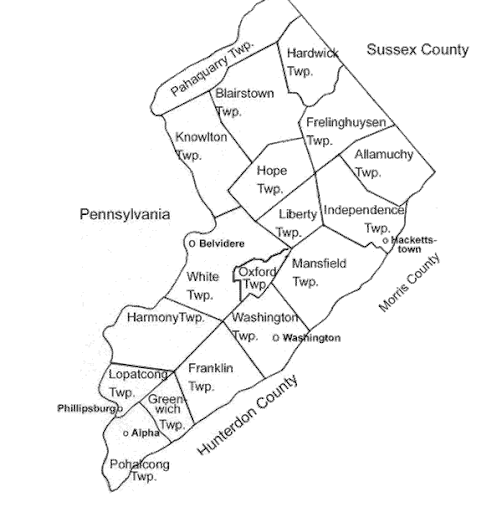 Pahaquarry Twp.
Hardwick
Twp.
Sussex County
Blairstown
Twp.
Frelinghuysen
Twp.
Knowlton
Twp.
Allamuchy
Twp.
Hope
Twp.
Pennsylvania
Liberty
Twp.
Independence
Twp.
Belvidere
Hacketts-
town
White
Twp.
Oxford
Twp.
Mansfield
Twp.
Morris County
HarmonyTwp.
Washington
Twp.
Washington
Lopatcong
Twp.
Franklin
Twp.
Phillipsburg
Green-
wich
Twp.
Alpha
Hunterdon County
Pohatcong
Twp.